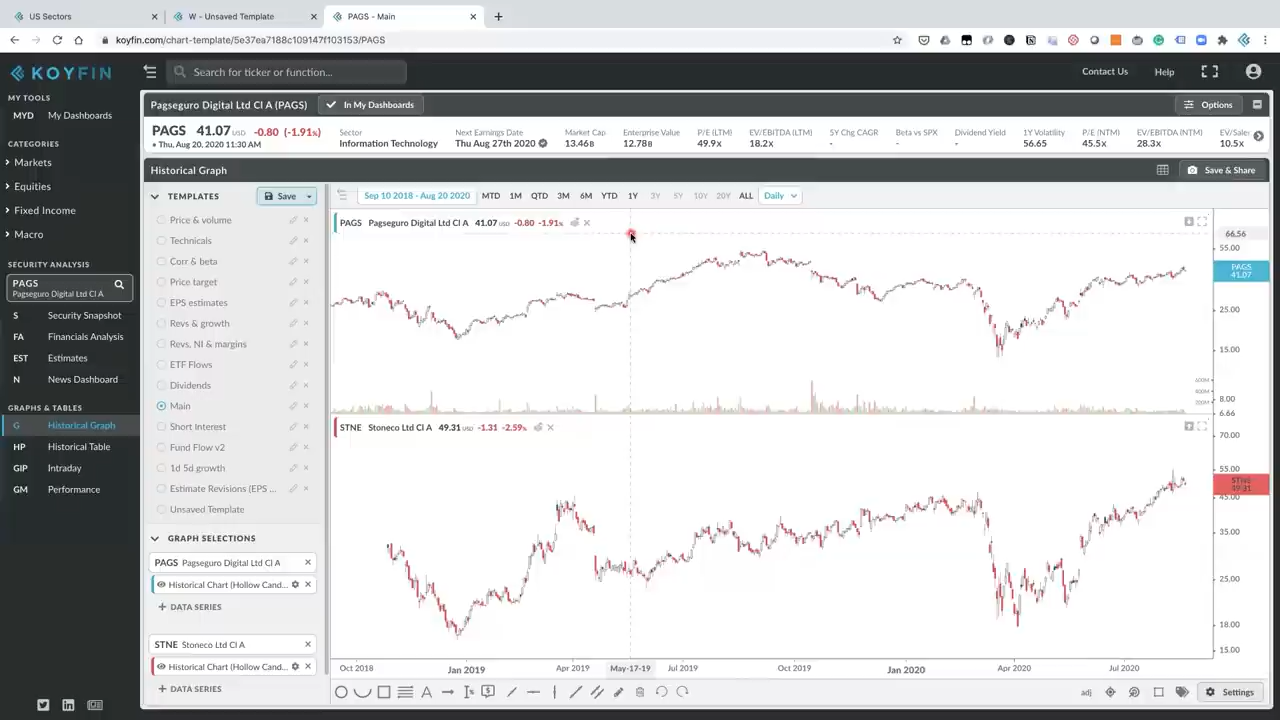 US Sectors
W - Unsaved Template
PAGS - Main
koyfin.com/chart-template/5e37ea7188c109147f103153/PAGS
KOYFIN
Search for ticker or function...
Contact Us
Help
MY TOOLS
MYD My Dashboards
CATEGORIES
Markets
Equities
Fixed Income
Macro
SECURITY ANALYSIS
PAGS
Pagseguro Digital Ltd Cl A
S Security Snapshot
FA Financials Analysis
EST Estimates
N News Dashboard
GRAPHS & TABLES
G Historical Graph
HP Historical Table
GIP Intraday
GM Performance
Pagseguro Digital Ltd Cl A (PAGS)
In My Dashboards
Options
PAGS 41.07 USD -0.80 (-1.91%)
Thu, Aug 20, 2020 11:30 AM
Sector
Information Technology
Next Earnings Date
Thu Aug 27th 2020
Market Cap
13.46B
Enterprise Value
12.78B
P/E (LTM)
49.9x
EV/EBITDA (LTM)
18.2x
5Y Chg CAGR
-
Beta vs SPX
-
Dividend Yield
-
1Y Volatility
56.65
P/E (NTM)
45.5x
EV/EBITDA (NTM)
28.3x
EV/Sales
10.5x
Historical Graph
Save & Share
TEMPLATES
Save
Price & volume
Technicals
Corr & beta
Price target
EPS estimates
Revs & growth
Revs, NI & margins
ETF Flows
Dividends
Main
Short Interest
Fund Flow v2
1d 5d growth
Estimate Revisions (EPS ...
Unsaved Template
GRAPH SELECTIONS
PAGS Pagseguro Digital Ltd Cl A
Historical Chart (Hollow Cand...
+ DATA SERIES
STNE Stoneco Ltd Cl A
Historical Chart (Hollow Cand...
+ DATA SERIES
Sep 10 2018 - Aug 20 2020 MTD 1M QTD 3M 6M YTD 1Y 3Y 5Y 10Y 20Y ALL Daily
PAGS Pagseguro Digital Ltd Cl A 41.07 USD -0.80 -1.91%
66.56
55.00
PAGS
41.07
25.00
15.00
600M
400M
200M
8.00
6.66
STNE Stoneco Ltd Cl A 49.31 USD -1.31 -2.59%
70.00
55.00
STNE
49.31
45.00
35.00
25.00
18.00
15.00
Oct 2018 Jan 2019 Apr 2019 May-17-19 Jul 2019 Oct 2019 Jan 2020 Apr 2020 Jul 2020
adj
Settings